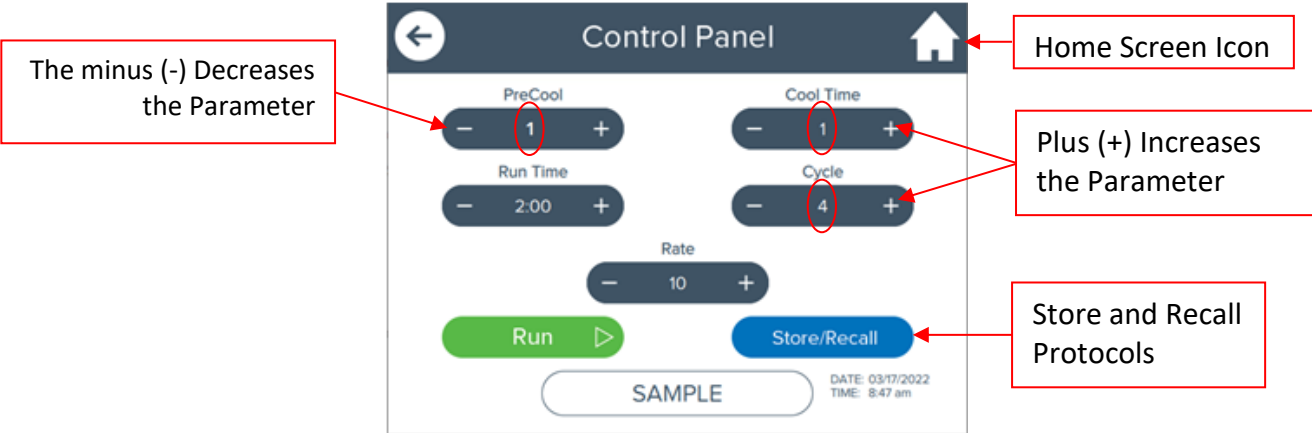 Control Panel
Home Screen Icon
The minus (-) Decreases
the Parameter
PreCool
Cool Time
− 1 +
− 1 +
Plus (+) Increases
the Parameter
Run Time
Cycle
− 2:00 +
− 4 +
Rate
− 10 +
Run
Store/Recall
Store and Recall
Protocols
SAMPLE
DATE: 03/17/2022
TIME: 8:47 am